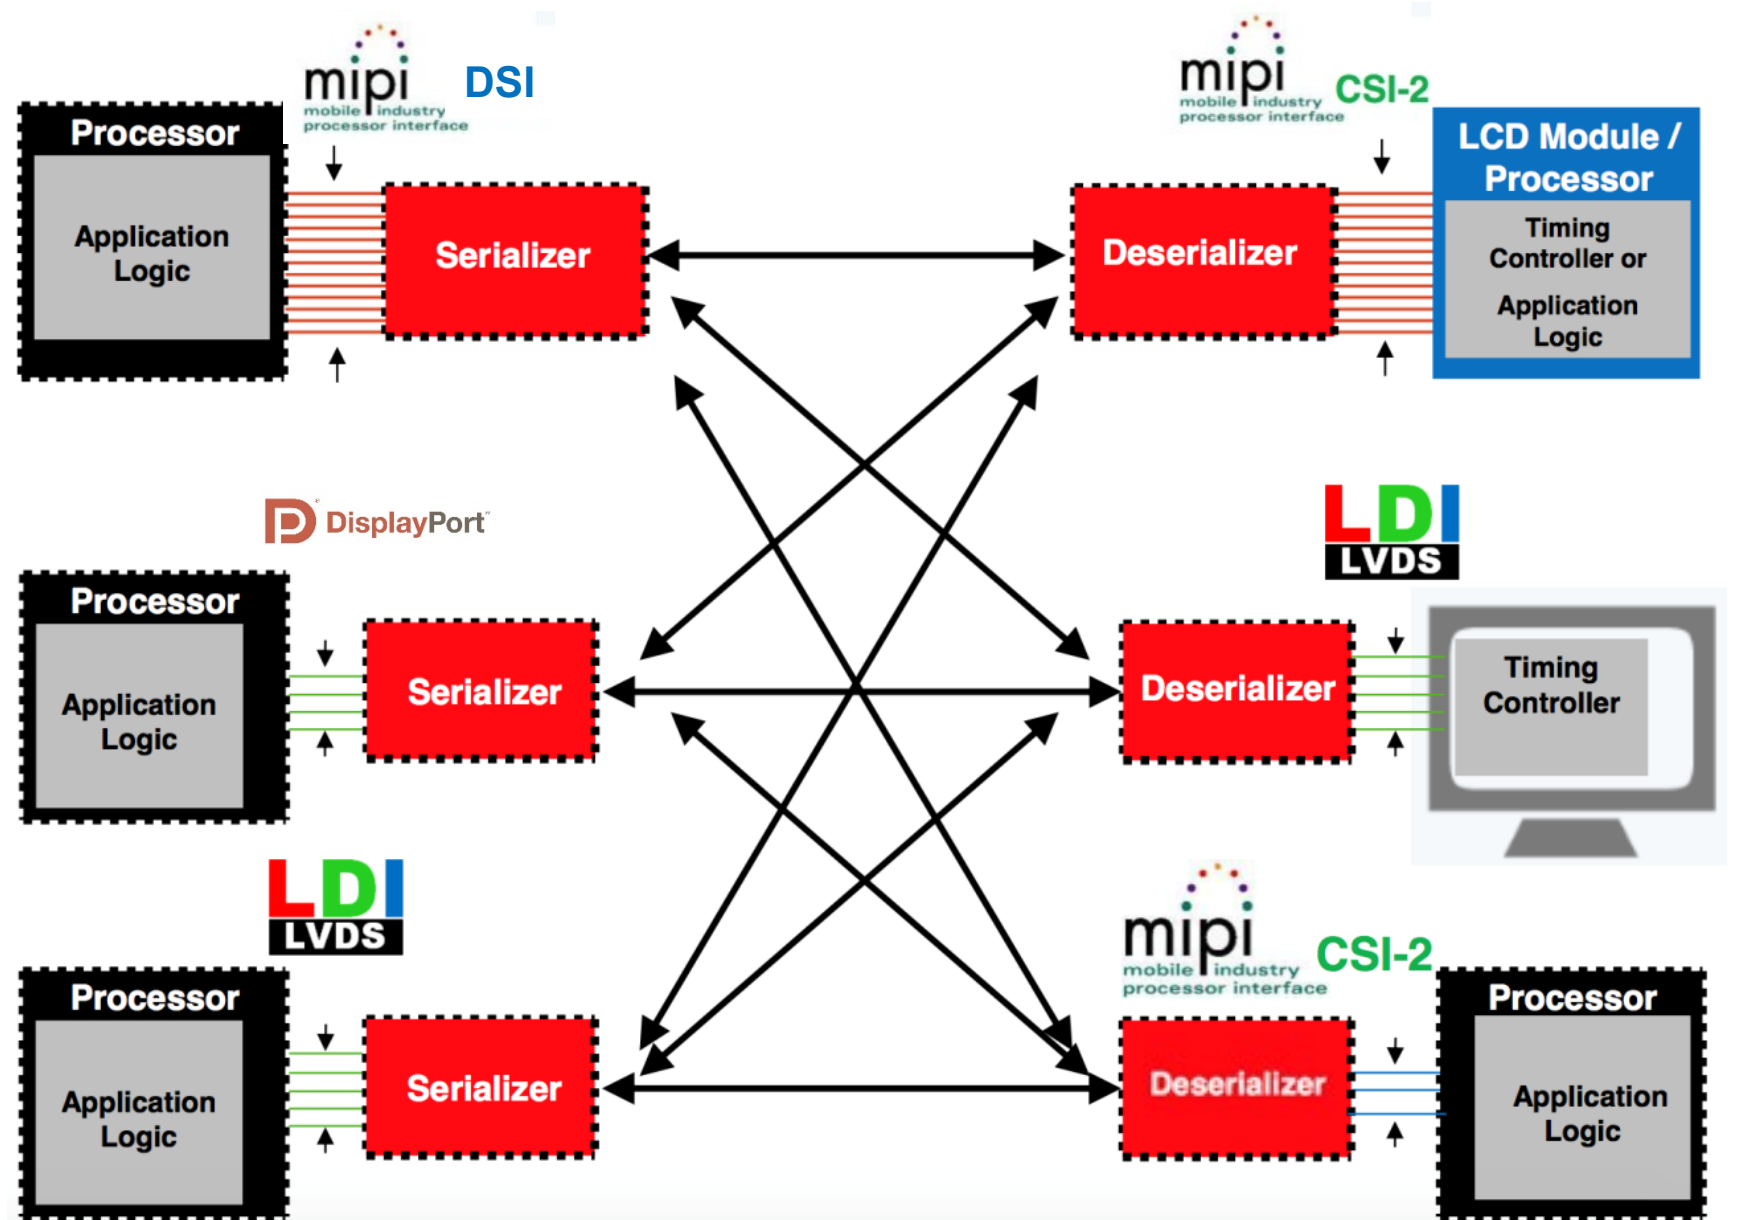 mipi DSI
mobile industry
processor interface
Processor
Application
Logic
Serializer
mipi CSI-2
mobile industry
processor interface
Deserializer
LCD Module /
Processor
Timing
Controller or
Application
Logic
DisplayPort™
Processor
Application
Logic
Serializer
LDI
LVDS
Deserializer
Timing
Controller
LDI
LVDS
Processor
Application
Logic
Serializer
mipi CSI-2
mobile industry
processor interface
Deserializer
Processor
Application
Logic